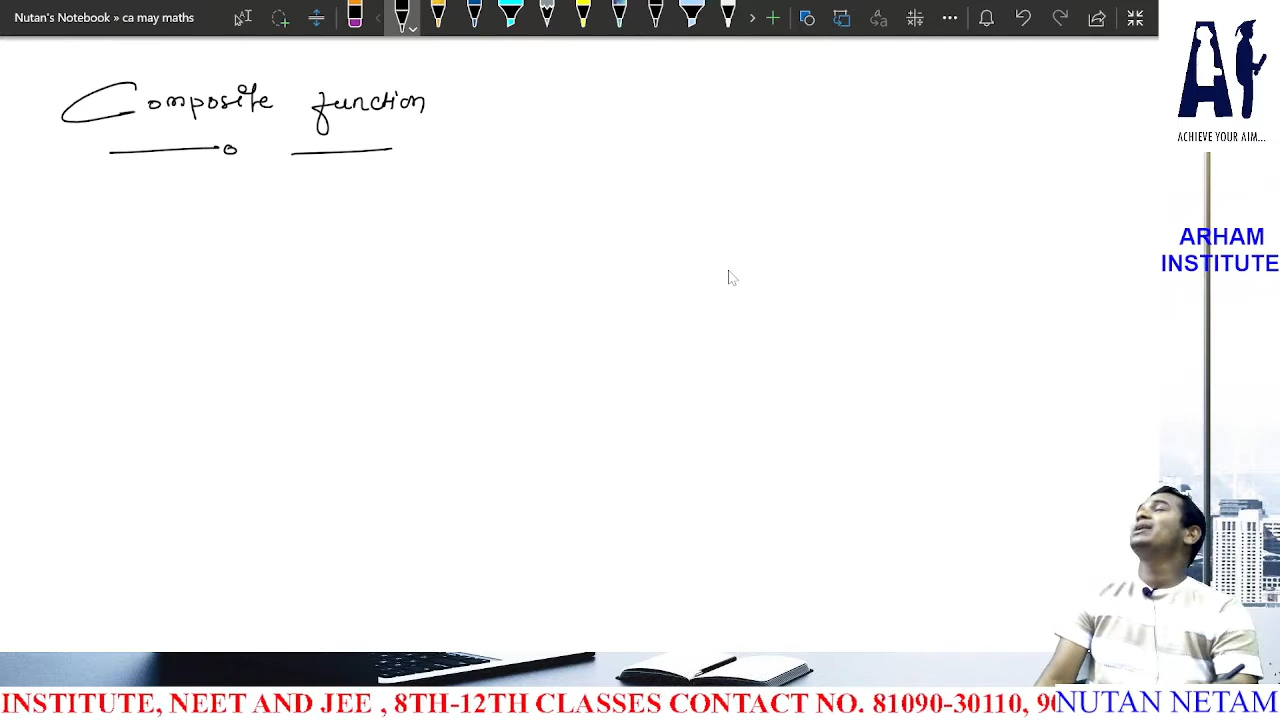 Nutan's Notebook » ca may maths
Composite function
ACHIEVE YOUR AIM...
ARHAM
INSTITUTE
INSTITUTE, NEET AND JEE , 8TH-12TH CLASSES CONTACT NO. 81090-30110, 90
NUTAN NETAM